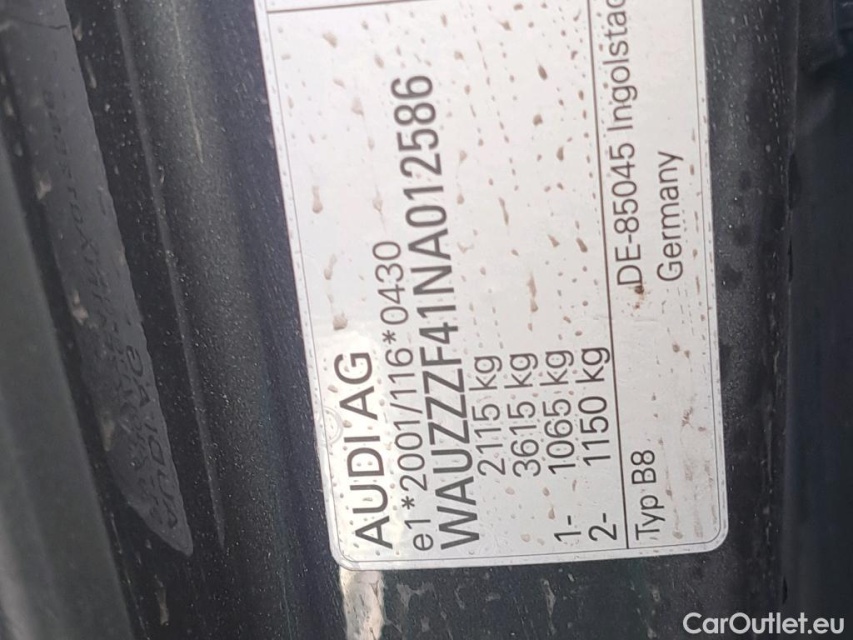 AUDI AG
e1*2001/116*0430
WAUZZZF41NA012586
2115 kg
3615 kg
1- 1065 kg
2- 1150 kg
Typ B8
DE-85045 Ingolstad
Germany
CarOutlet.eu